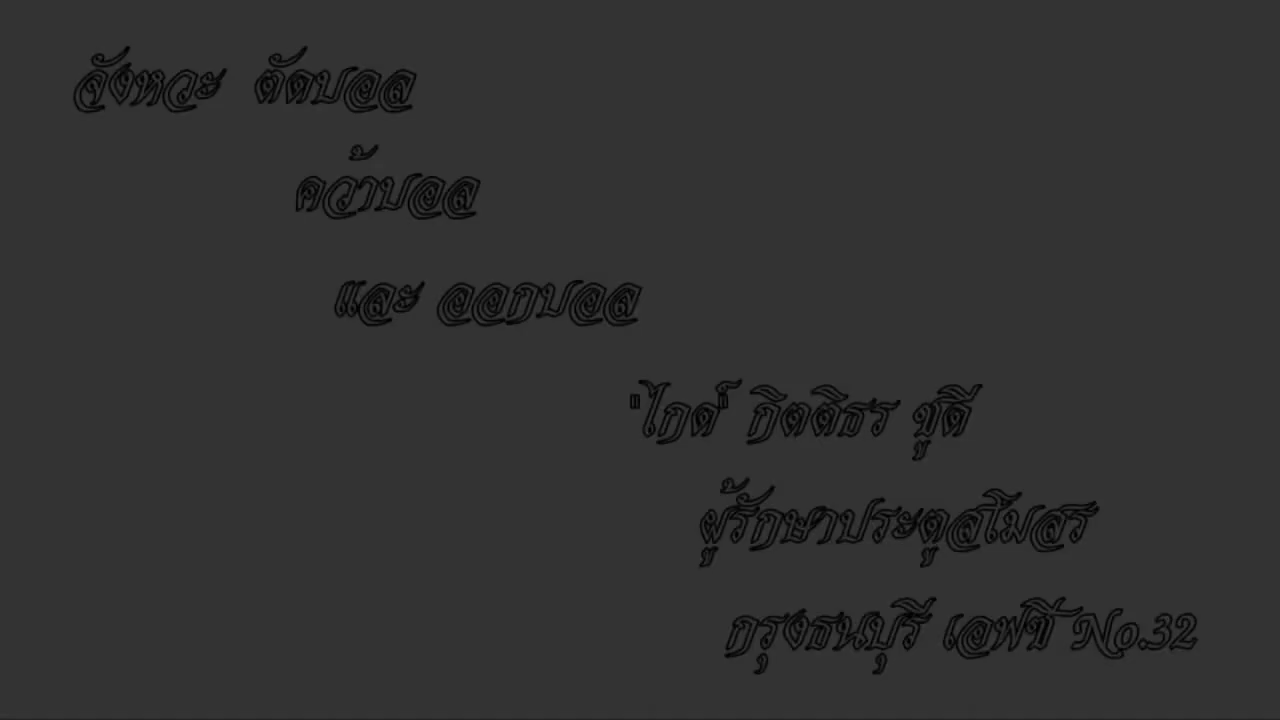 จังหวะ ตัดบอล
คว้าบอล
และ ออกบอล
"ไกด์" กิตติธร ชูดี
ผู้รักษาประตูสโมสร
กรุงธนบุรี เอฟซี No.32